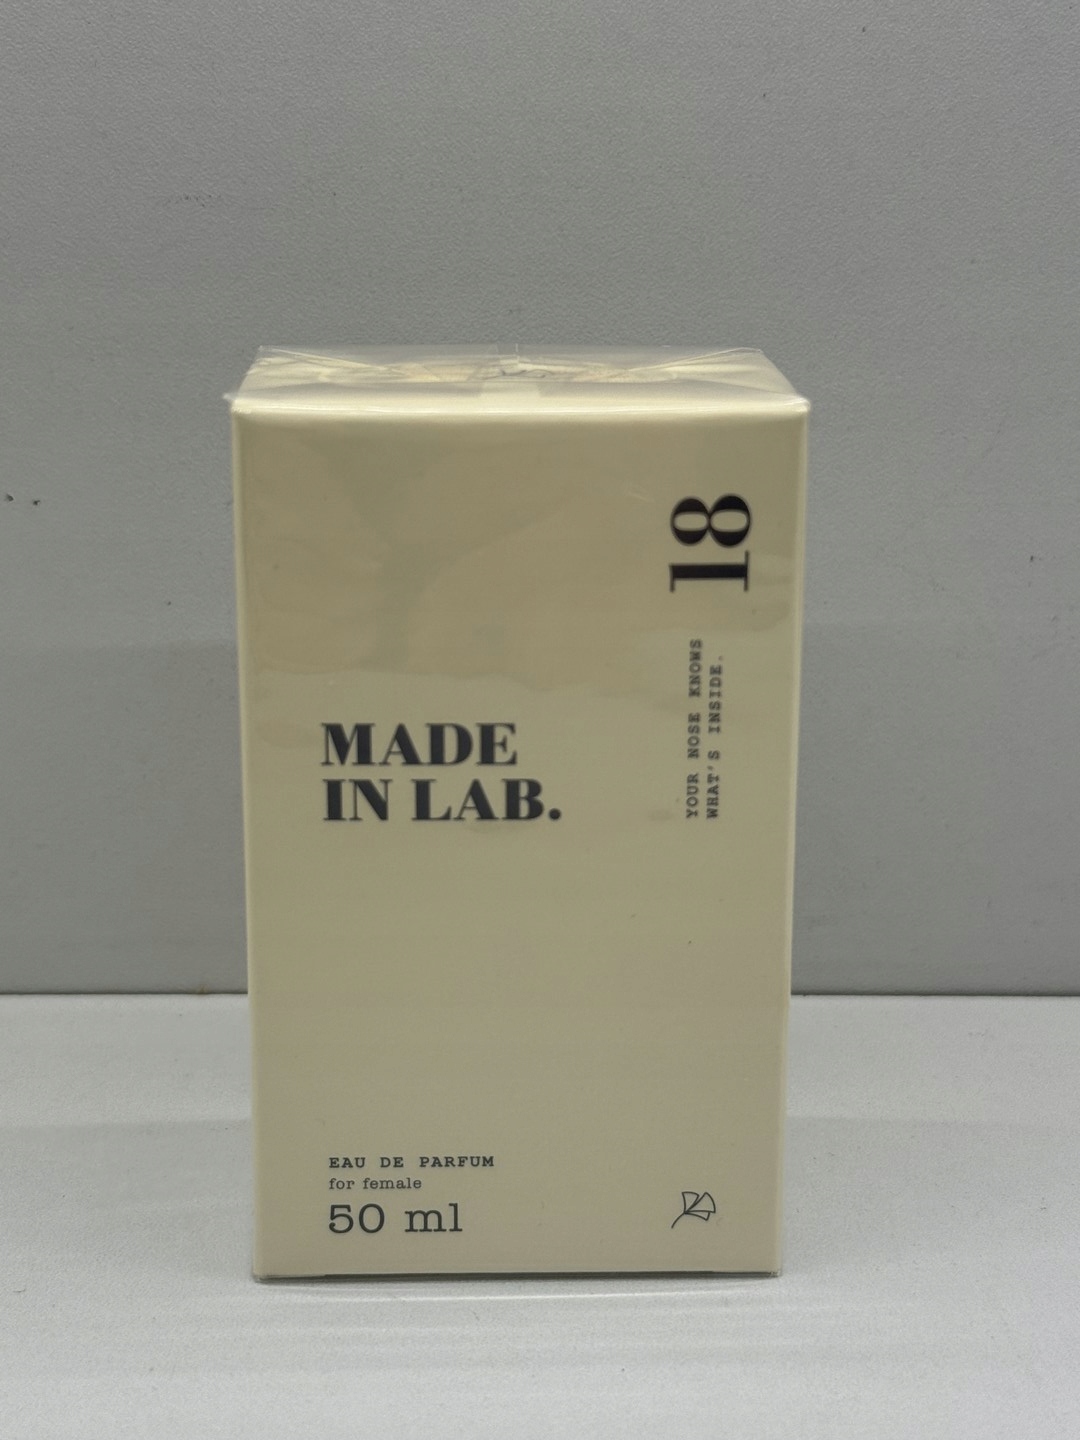 18
YOUR NOSE KNOWS
WHAT'S INSIDE.
MADE
IN LAB.
EAU DE PARFUM
for female
50 ml